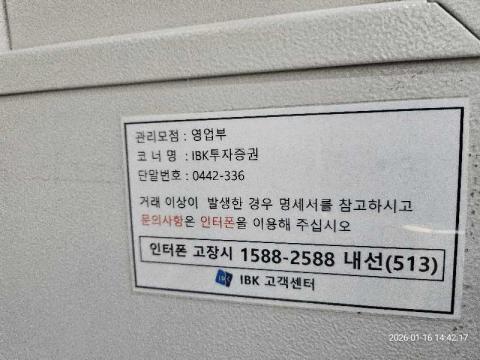 관리모점 : 영업부
코 너 명 : IBK투자증권
단말번호 : 0442-336
거래 이상이 발생한 경우 명세서를 참고하시고
문의사항은 인터폰을 이용해 주십시오
인터폰 고장시 1588-2588 내선(513)
IBK 고객센터
2026-01-16 14:42:17